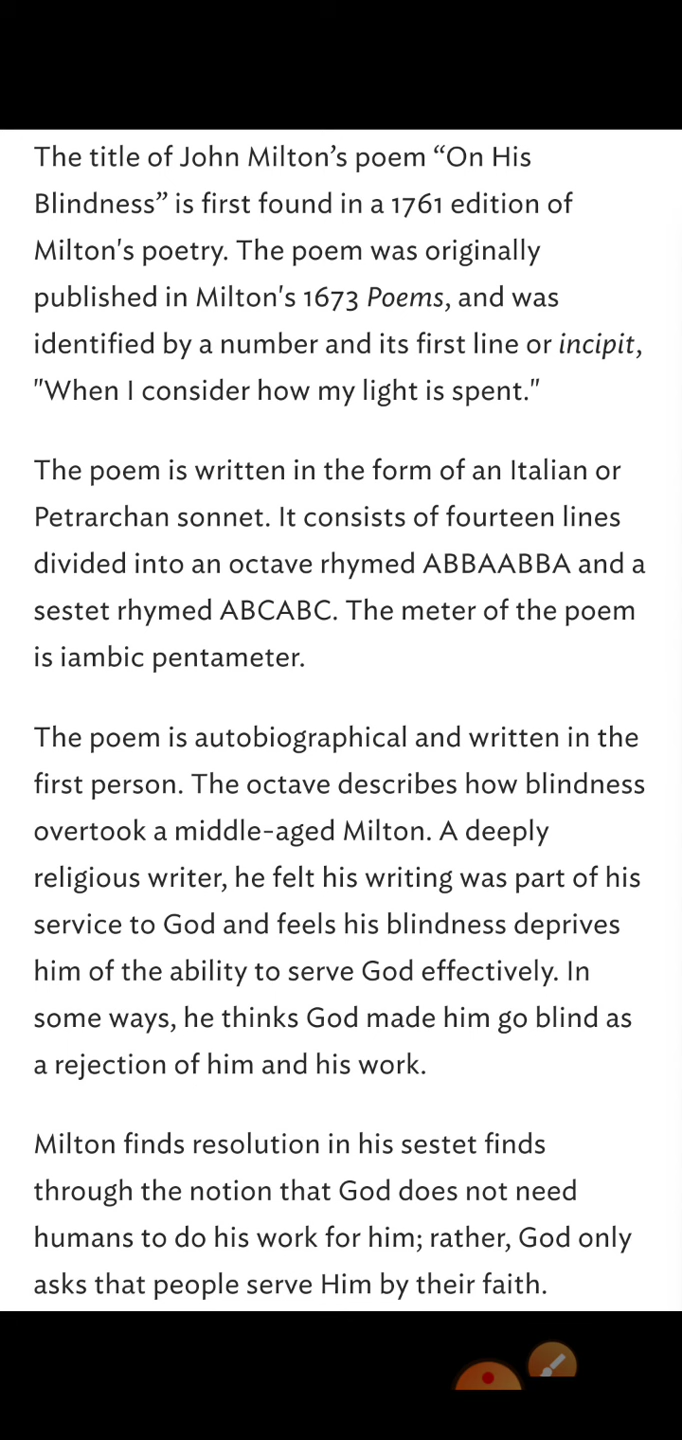 The title of John Milton’s poem “On His
Blindness” is first found in a 1761 edition of
Milton's poetry. The poem was originally
published in Milton's 1673 Poems, and was
identified by a number and its first line or incipit,
"When I consider how my light is spent."
The poem is written in the form of an Italian or
Petrarchan sonnet. It consists of fourteen lines
divided into an octave rhymed ABBAABBA and a
sestet rhymed ABCABC. The meter of the poem
is iambic pentameter.
The poem is autobiographical and written in the
first person. The octave describes how blindness
overtook a middle-aged Milton. A deeply
religious writer, he felt his writing was part of his
service to God and feels his blindness deprives
him of the ability to serve God effectively. In
some ways, he thinks God made him go blind as
a rejection of him and his work.
Milton finds resolution in his sestet finds
through the notion that God does not need
humans to do his work for him; rather, God only
asks that people serve Him by their faith.